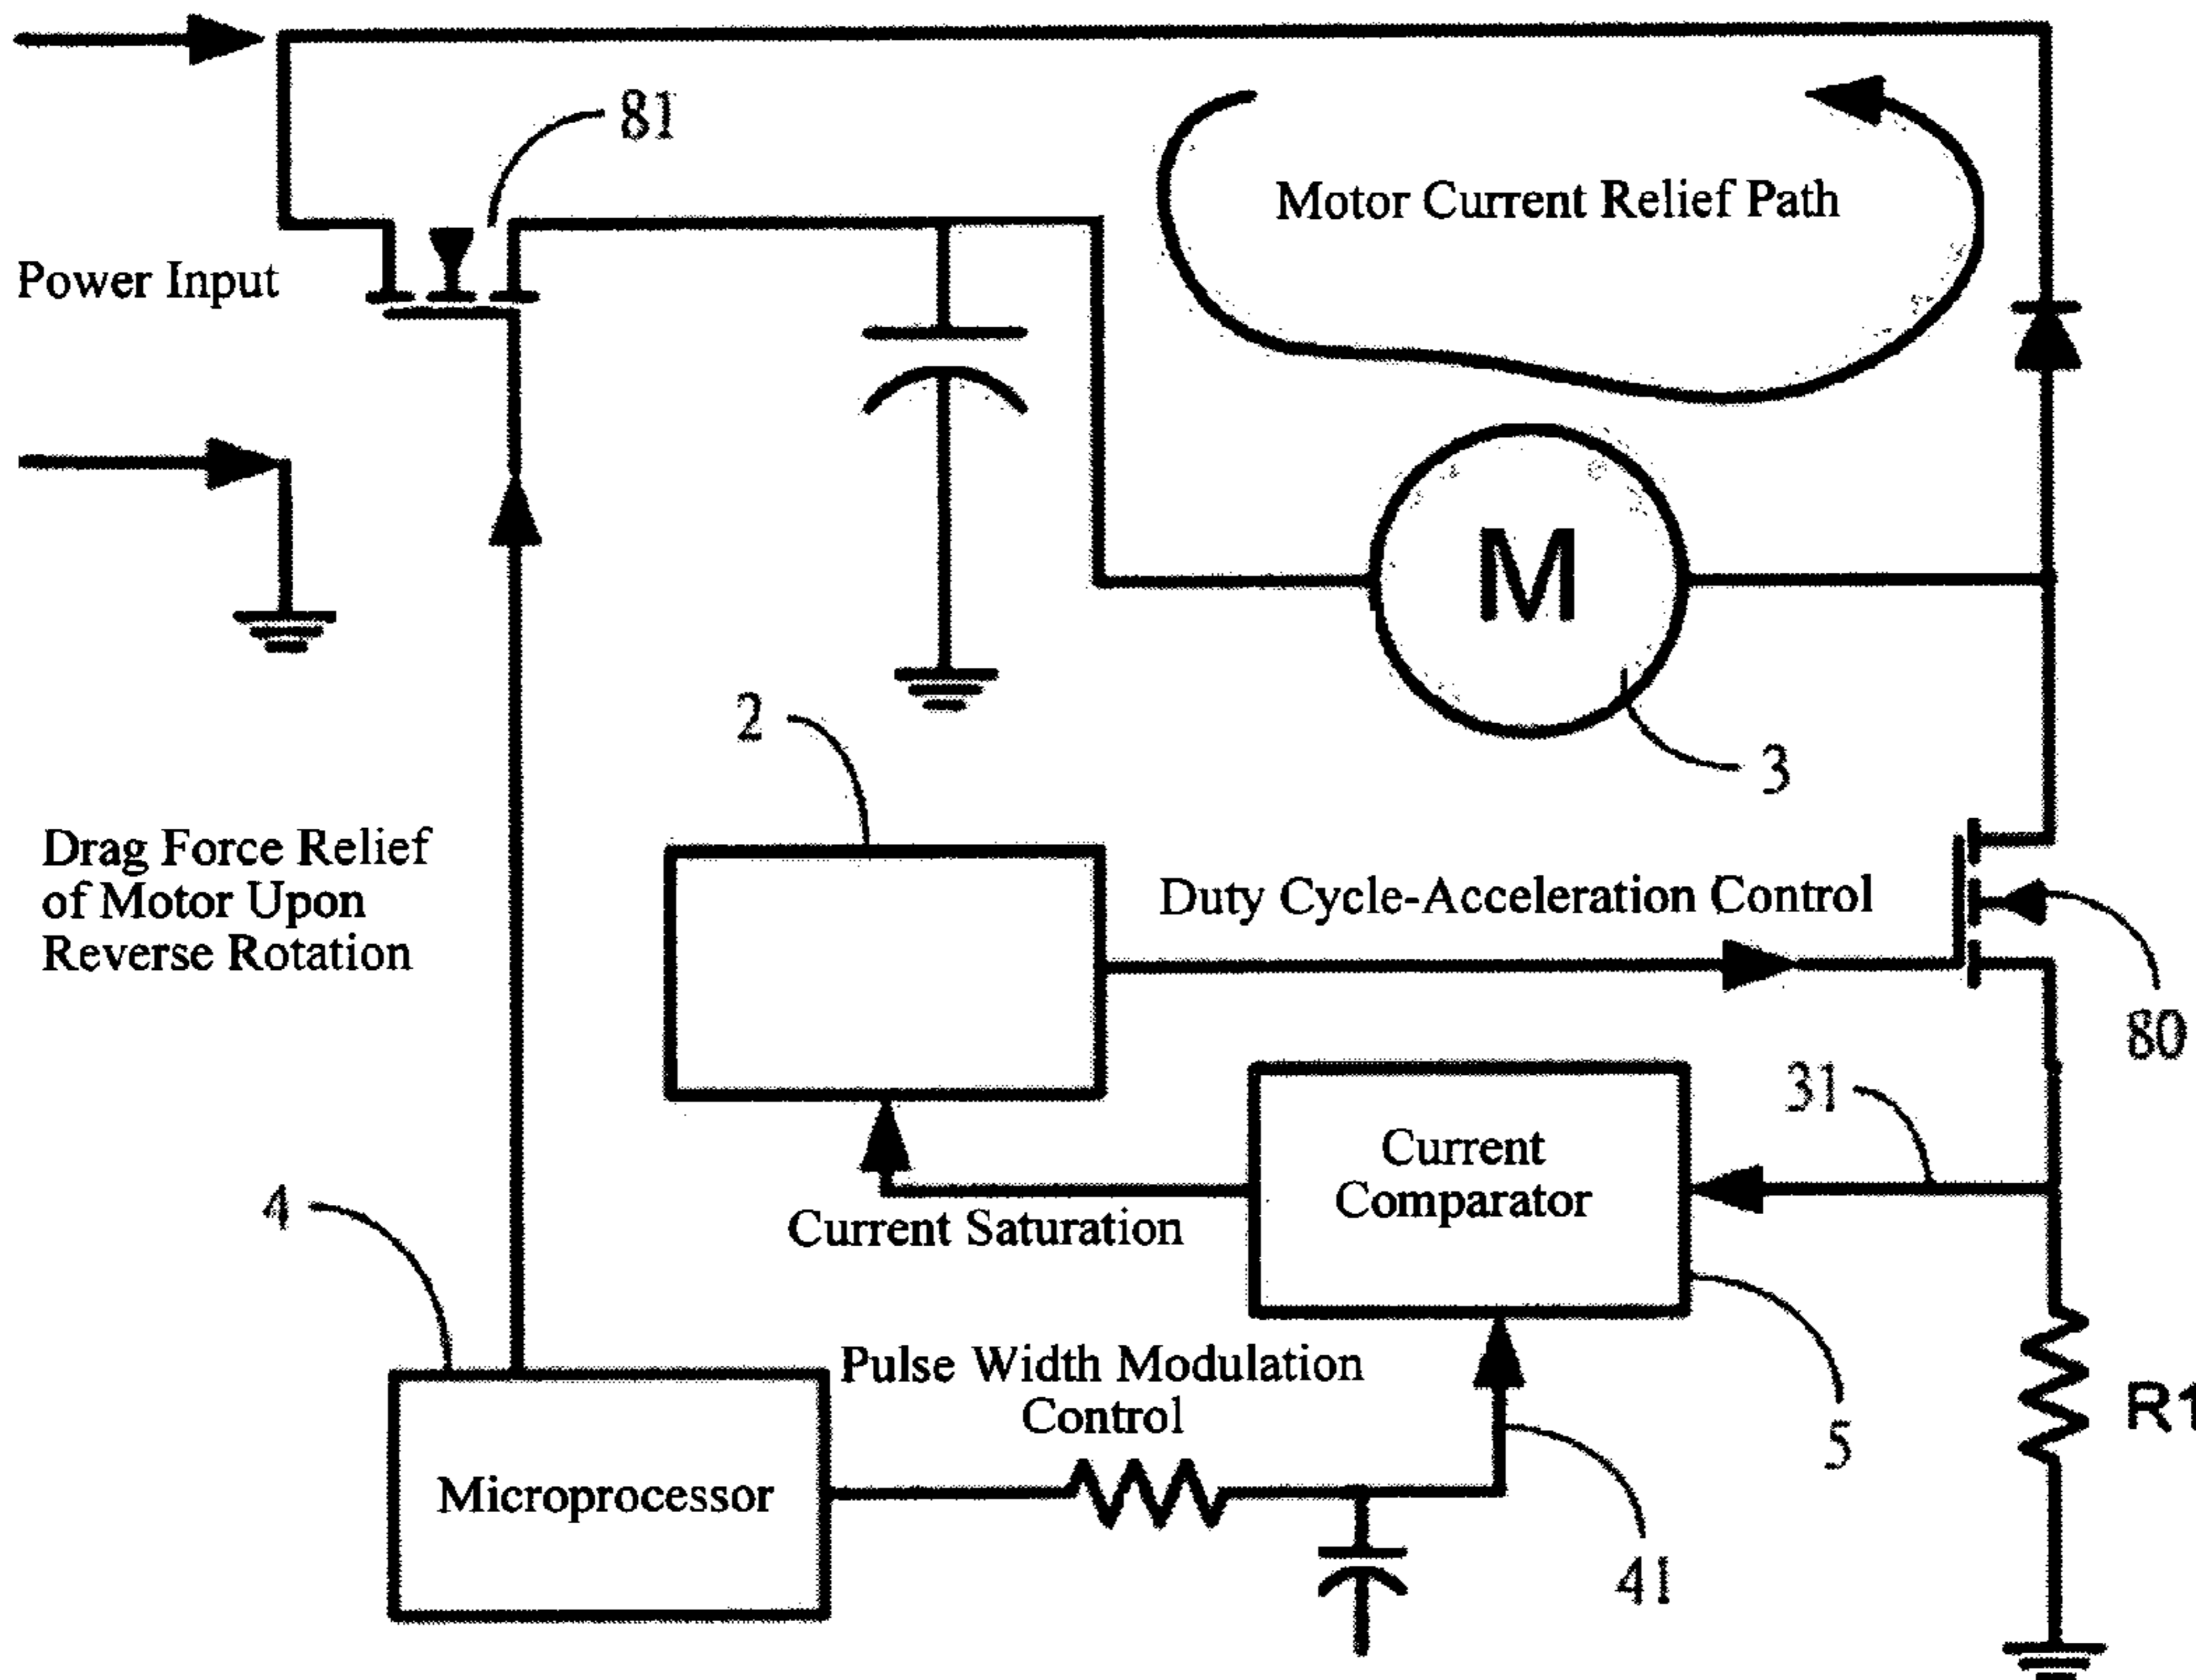 81
Motor Current Relief Path
Power Input
M
2
3
Drag Force Relief
of Motor Upon
Reverse Rotation
Duty Cycle-Acceleration Control
80
31
Current
Comparator
4
Current Saturation
Pulse Width Modulation
Control
R1
5
Microprocessor
41